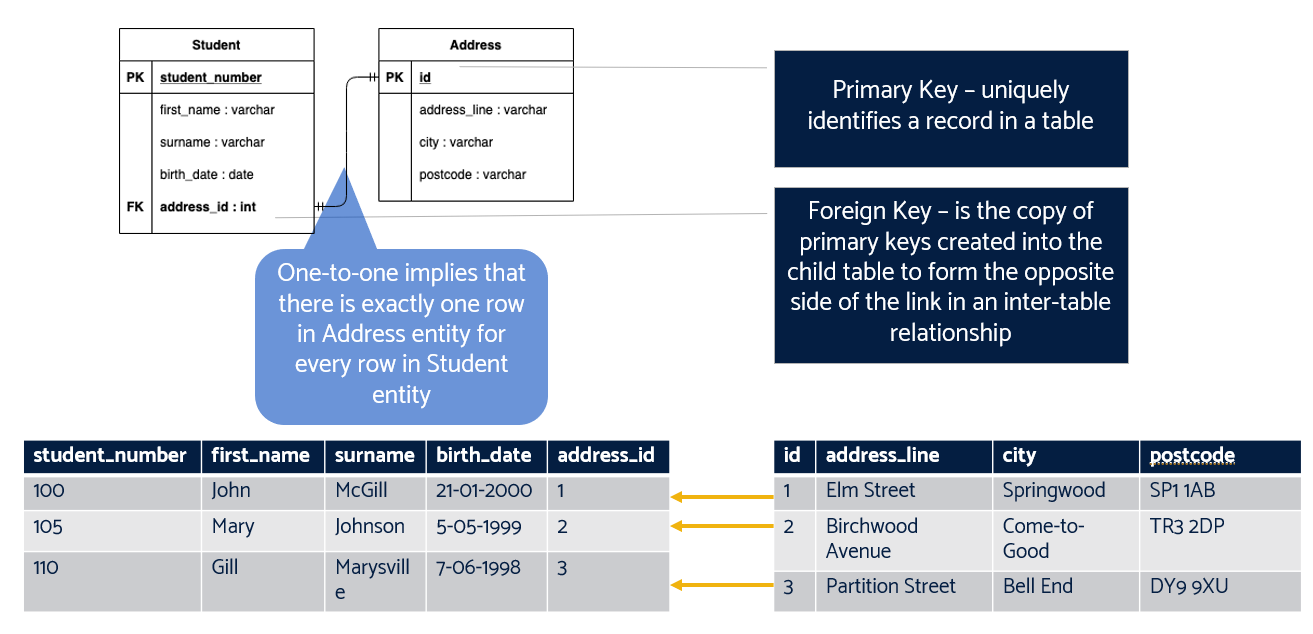 Student
PK student_number
first_name : varchar
surname : varchar
birth_date : date
FK address_id : int
Address
PK id
address_line : varchar
city : varchar
postcode : varchar
Primary Key – uniquely
identifies a record in a table
Foreign Key – is the copy of
primary keys created into the
child table to form the opposite
side of the link in an inter-table
relationship
One-to-one implies that
there is exactly one row
in Address entity for
every row in Student
entity
student_number first_name surname birth_date address_id
100 John McGill 21-01-2000 1
105 Mary Johnson 5-05-1999 2
110 Gill Marysvill 7-06-1998 3
e
id address_line city postcode
1 Elm Street Springwood SP1 1AB
2 Birchwood Come-to- TR3 2DP
Avenue Good
3 Partition Street Bell End DY9 9XU